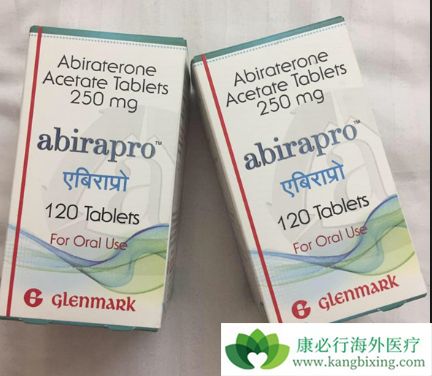 Abiraterone
Acetate Tablets
250 mg
abirapro™
एबिराप्रो
120 Tablets
For Oral Use
G glenmark
Abiraterone
Acetate Tablets
250 mg
abirapro™
एबिराप्रो
120 Tablets
For Oral Use
G glenmark
康必行海外医疗
www.kangbixing.com